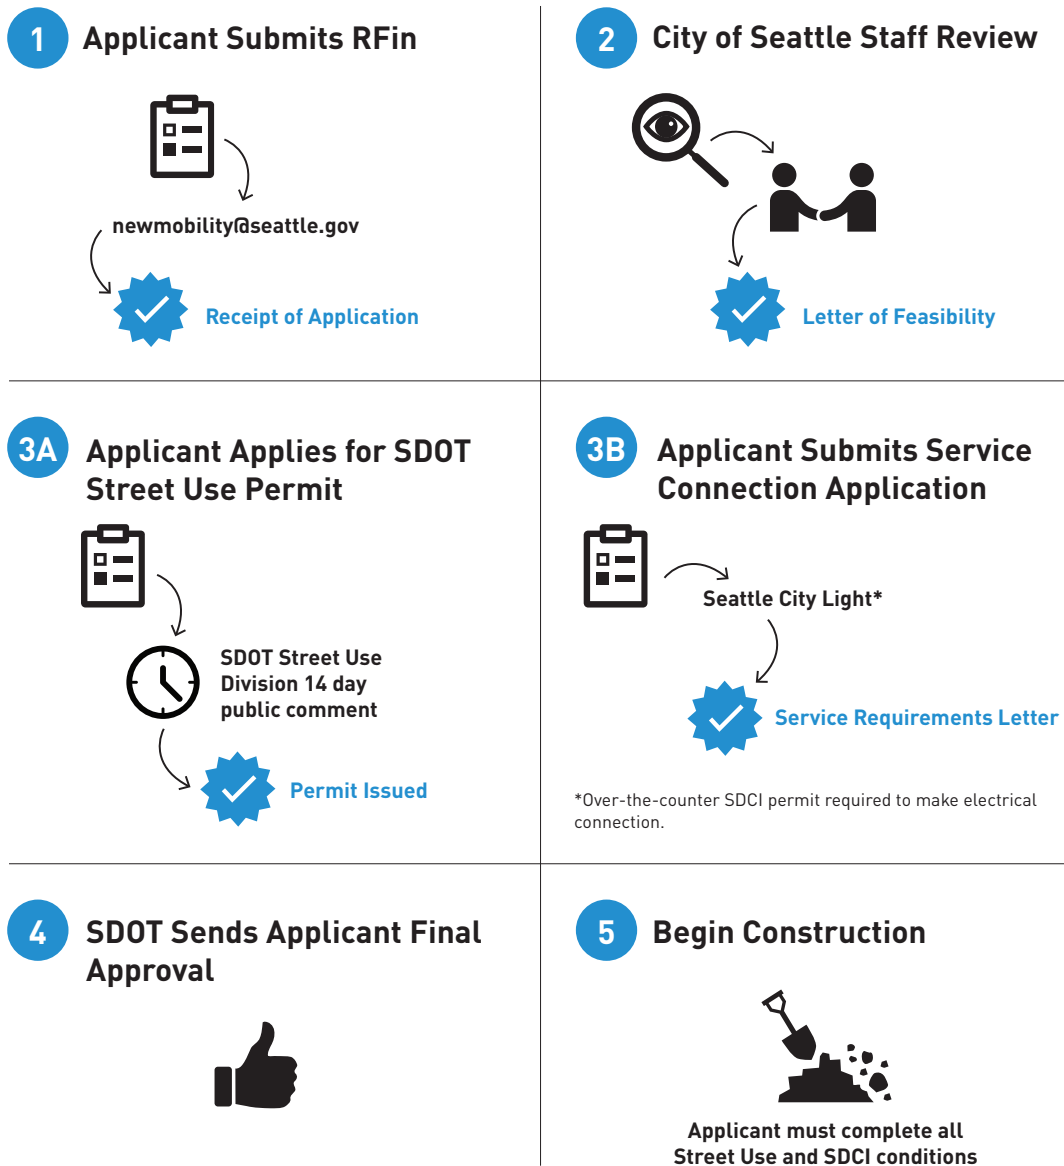 1
Applicant Submits RFin
newmobility@seattle.gov
Receipt of Application
2
City of Seattle Staff Review
Letter of Feasibility
3A
Applicant Applies for SDOT
Street Use Permit
SDOT Street Use
Division 14 day
public comment
Permit Issued
3B
Applicant Submits Service
Connection Application
Seattle City Light*
Service Requirements Letter
*Over-the-counter SDCI permit required to make electrical
connection.
4
SDOT Sends Applicant Final
Approval
5
Begin Construction
Applicant must complete all
Street Use and SDCI conditions